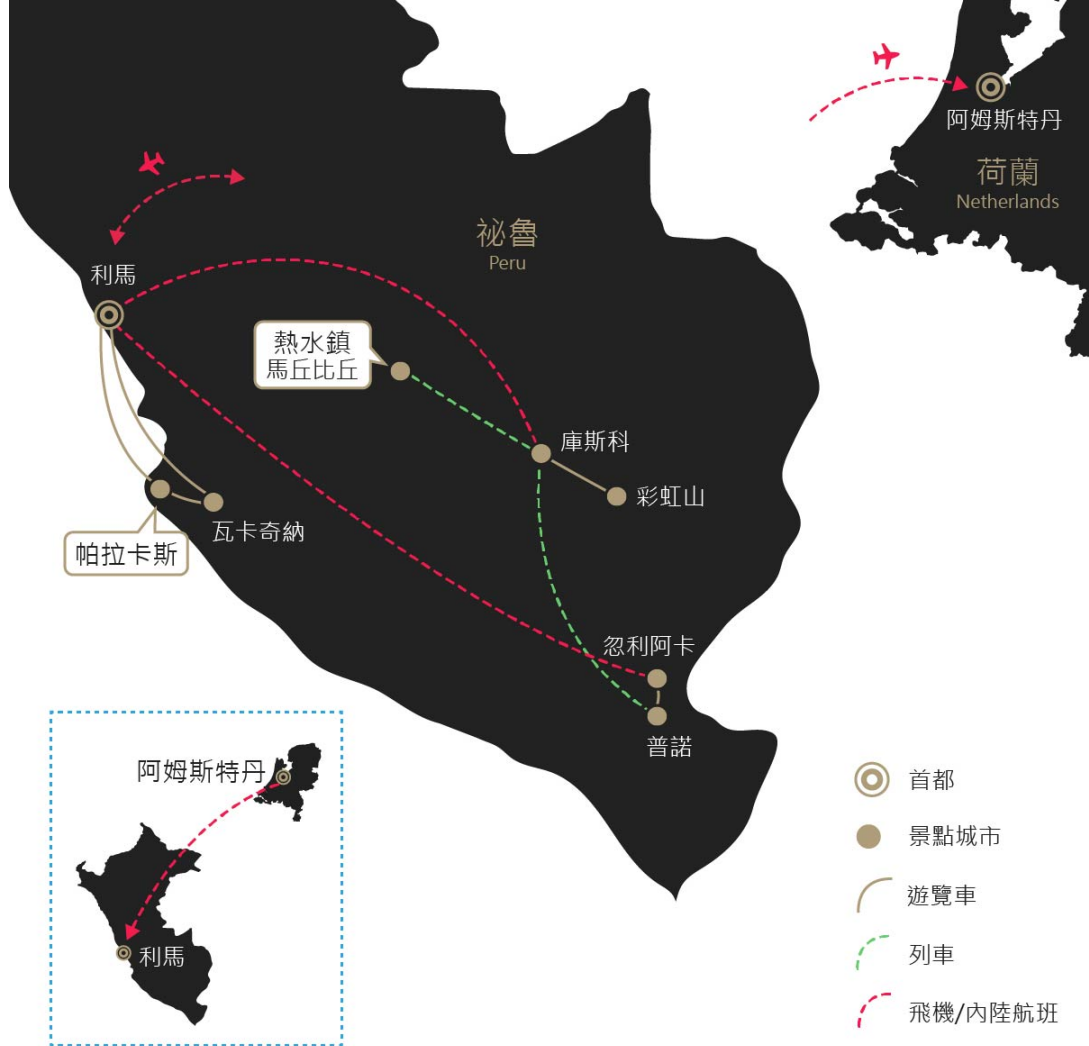 阿姆斯特丹
荷蘭
Netherlands
祕魯
Peru
利馬
熱水鎮
馬丘比丘
庫斯科
彩虹山
瓦卡奇納
帕拉卡斯
忽利阿卡
普諾
阿姆斯特丹
利馬
首都
景點城市
遊覽車
列車
飛機/內陸航班